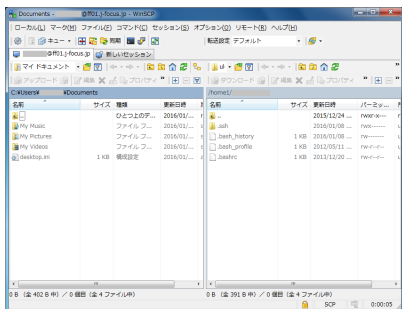 Documents - @ff01.j-focus.jp - WinSCP
ローカル(L) マーク(M) ファイル(F) コマンド(C) セッション(S) オプション(O) リモート(R) ヘルプ(H)
キュー 転送設定 デフォルト
@ff01.j-focus.jp 新しいセッション
マイ ドキュメント
アップロード 編集 プロパティ ダウンロード 編集 プロパティ
C:¥Users¥ ¥Documents /home1/
名前 サイズ 種類 更新日時 名前 サイズ 更新日時 パーミッ...
.. ひとつ上のデ... 2016/01/... .. 2015/12/24 ... rwxr-x---
My Music ファイル フ... 2016/01/... .ssh 2016/01/08 ... rwx------
My Pictures ファイル フ... 2016/01/... .bash_history 1 KB 2016/01/08 ... rw-------
My Videos ファイル フ... 2016/01/... .bash_profile 1 KB 2012/05/11 ... rw-r--r--
desktop.ini 1 KB 構成設定 2016/01/... .bashrc 1 KB 2013/12/20 ... rw-r--r--
0 B (全 402 B 中) / 0 個目 (全 4 ファイル中) 0 B (全 391 B 中) / 0 個目 (全 4 ファイル中)
SCP 0:00:05